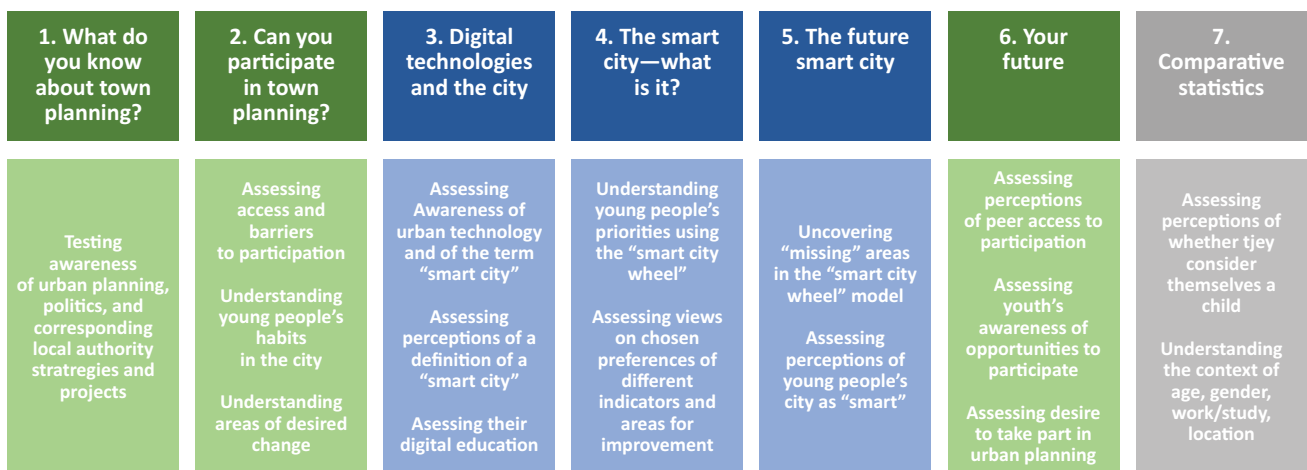 1. What do
you know
about town
planning?
2. Can you
participate
in town
planning?
3. Digital
technologies
and the city
4. The smart
city—what
is it?
5. The future
smart city
6. Your
future
7.
Comparative
statistics
Testing
awareness
of urban planning,
politics, and
corresponding
local authority
stratregies and
projects
Assessing
access and
barriers
to participation
Understanding
young people’s
habits
in the city
Understanding
areas of desired
change
Assessing
Awareness of
urban technology
and of the term
“smart city”
Assessing
perceptions of a
definition of a
“smart city”
Asessing their
digital education
Understanding
young people’s
priorities using
the “smart city
wheel”
Assessing views
on chosen
preferences of
different
indicators and
areas for
improvement
Uncovering
“missing” areas
in the “smart city
wheel” model
Assessing
perceptions of
young people’s
city as “smart”
Assessing
perceptions
of peer access to
participation
Assessing
youth’s
awareness of
opportunities to
participate
Assessing desire
to take part in
urban planning
Assessing
perceptions of
whether tjey
consider
themselves a
child
Understanding
the context of
age, gender,
work/study,
location